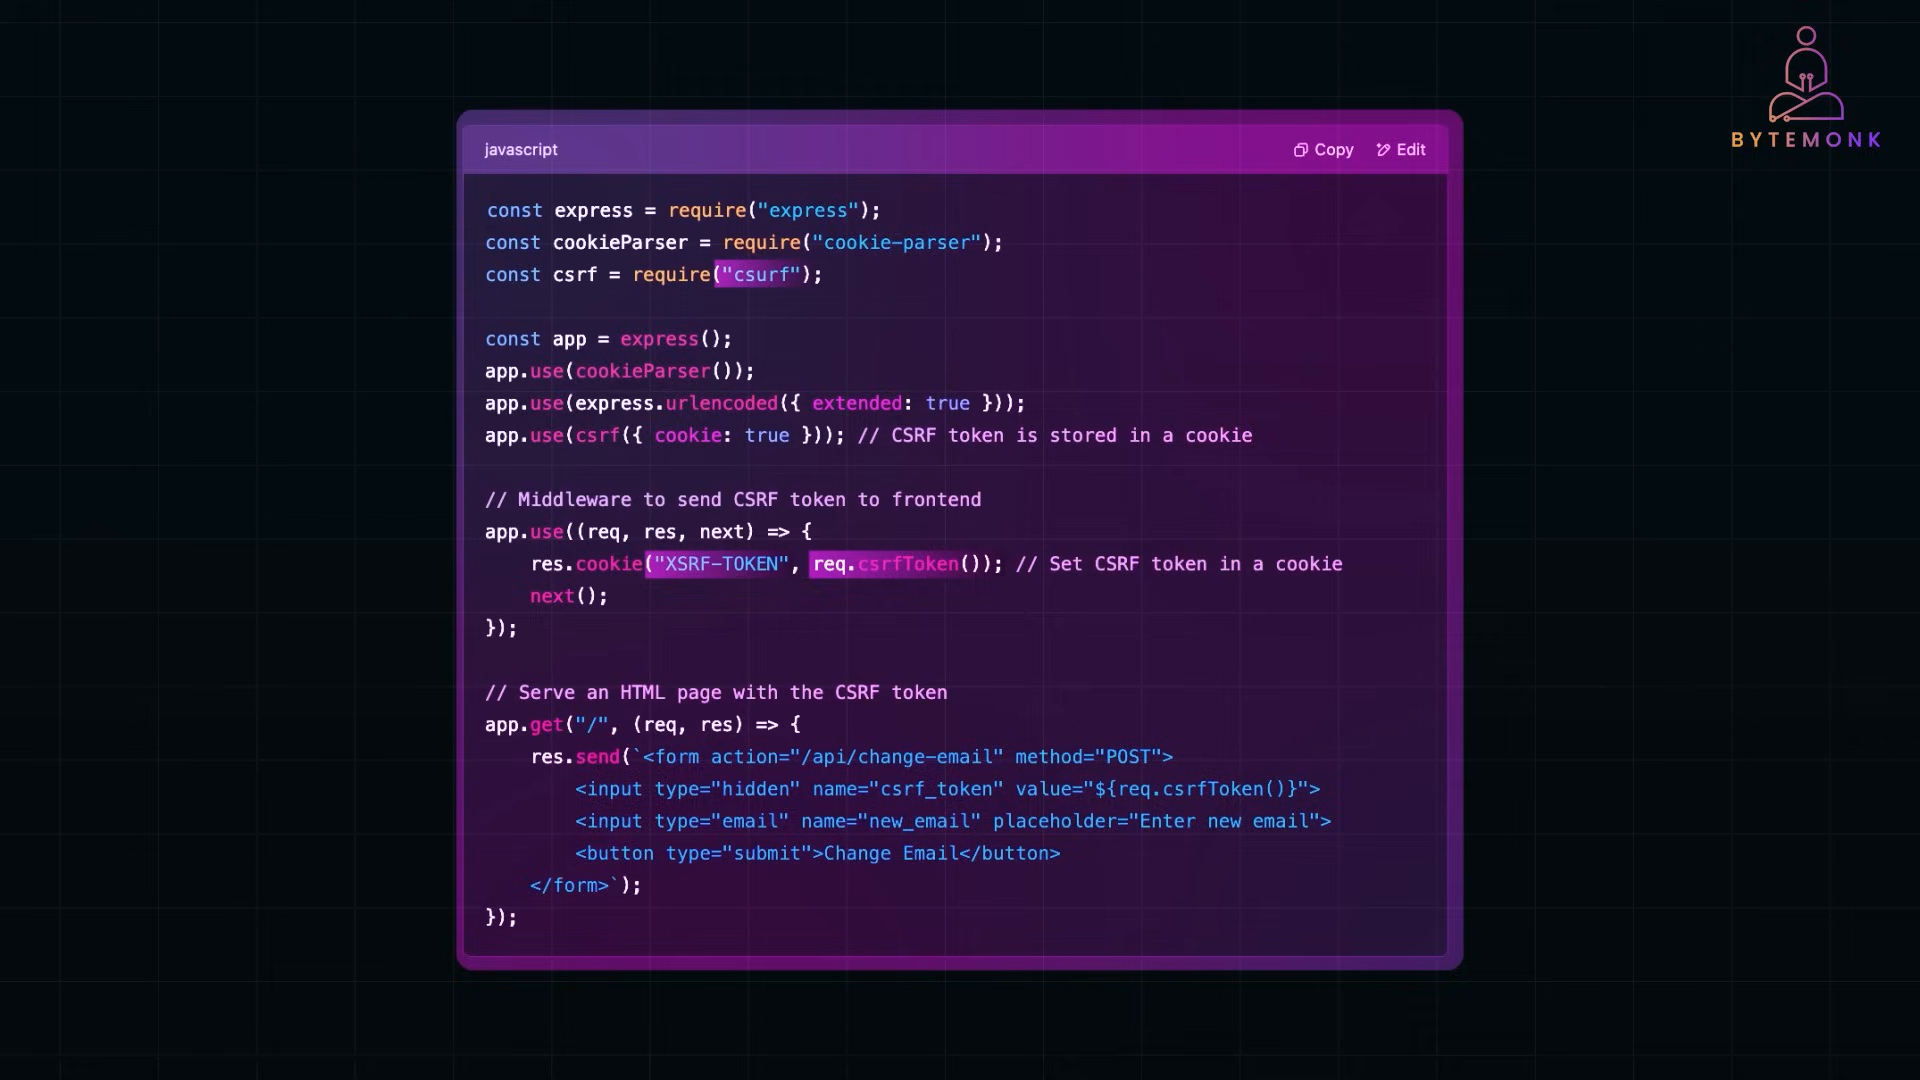 BYTEMONK
javascript
Copy
Edit
const express = require("express");
const cookieParser = require("cookie-parser");
const csrf = require("csurf");
const app = express();
app.use(cookieParser());
app.use(express.urlencoded({ extended: true }));
app.use(csrf({ cookie: true })); // CSRF token is stored in a cookie
// Middleware to send CSRF token to frontend
app.use((req, res, next) => {
    res.cookie("XSRF-TOKEN", req.csrfToken()); // Set CSRF token in a cookie
    next();
});
// Serve an HTML page with the CSRF token
app.get("/", (req, res) => {
    res.send(`<form action="/api/change-email" method="POST">
        <input type="hidden" name="csrf_token" value="${req.csrfToken()}">
        <input type="email" name="new_email" placeholder="Enter new email">
        <button type="submit">Change Email</button>
    </form>`);
});